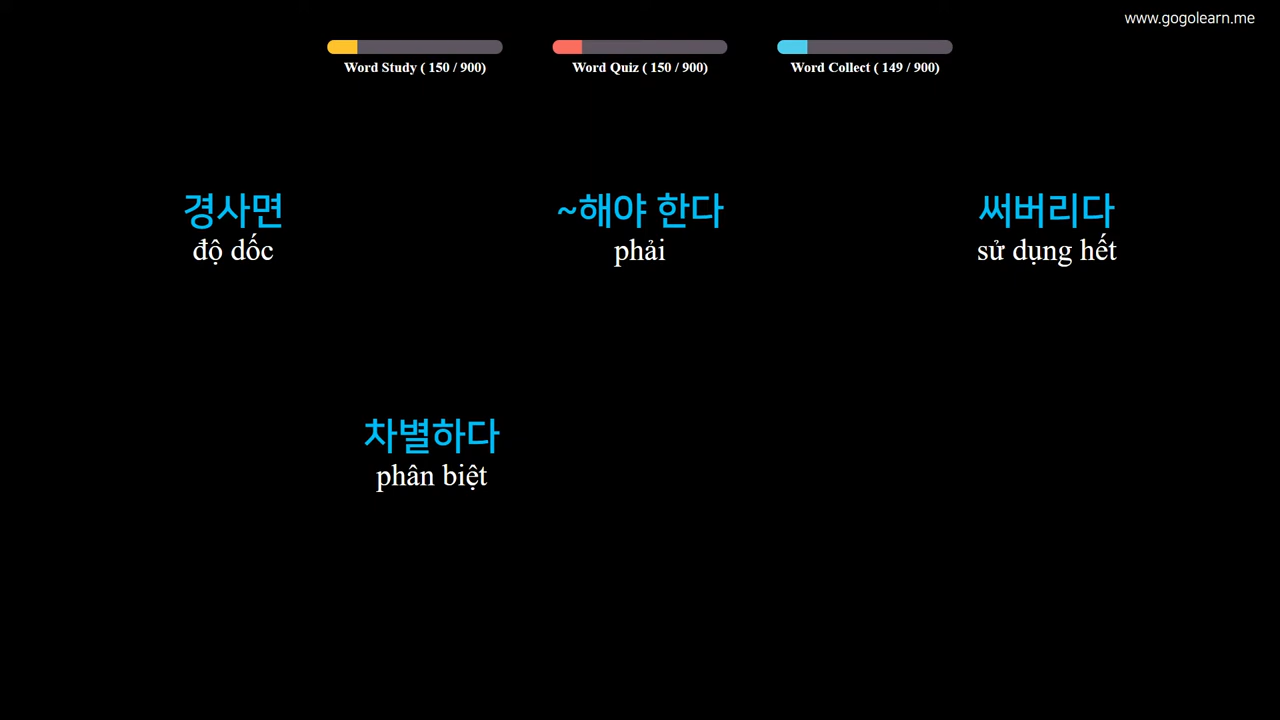 www.gogolearn.me
Word Study ( 150 / 900)
Word Quiz ( 150 / 900)
Word Collect ( 149 / 900)
경사면
độ dốc
~해야 한다
phải
써버리다
sử dụng hết
차별하다
phân biệt